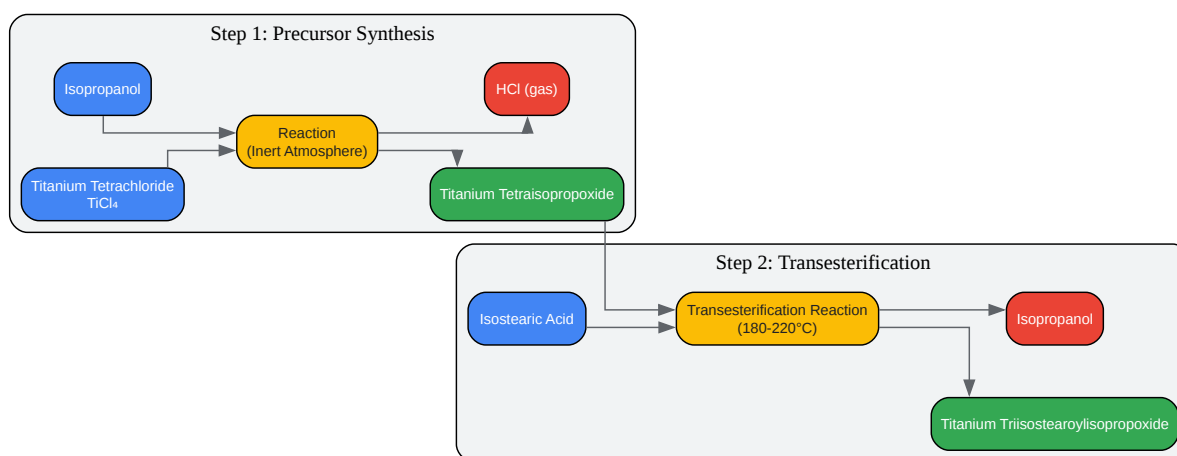 Step 1: Precursor Synthesis
Isopropanol
HCl (gas)
Reaction
(Inert Atmosphere)
Titanium Tetrachloride
TiCl₄
Titanium Tetraisopropoxide
Step 2: Transesterification
Isostearic Acid
Transesterification Reaction
(180-220°C)
Isopropanol
Titanium Triisostearoylisopropoxide